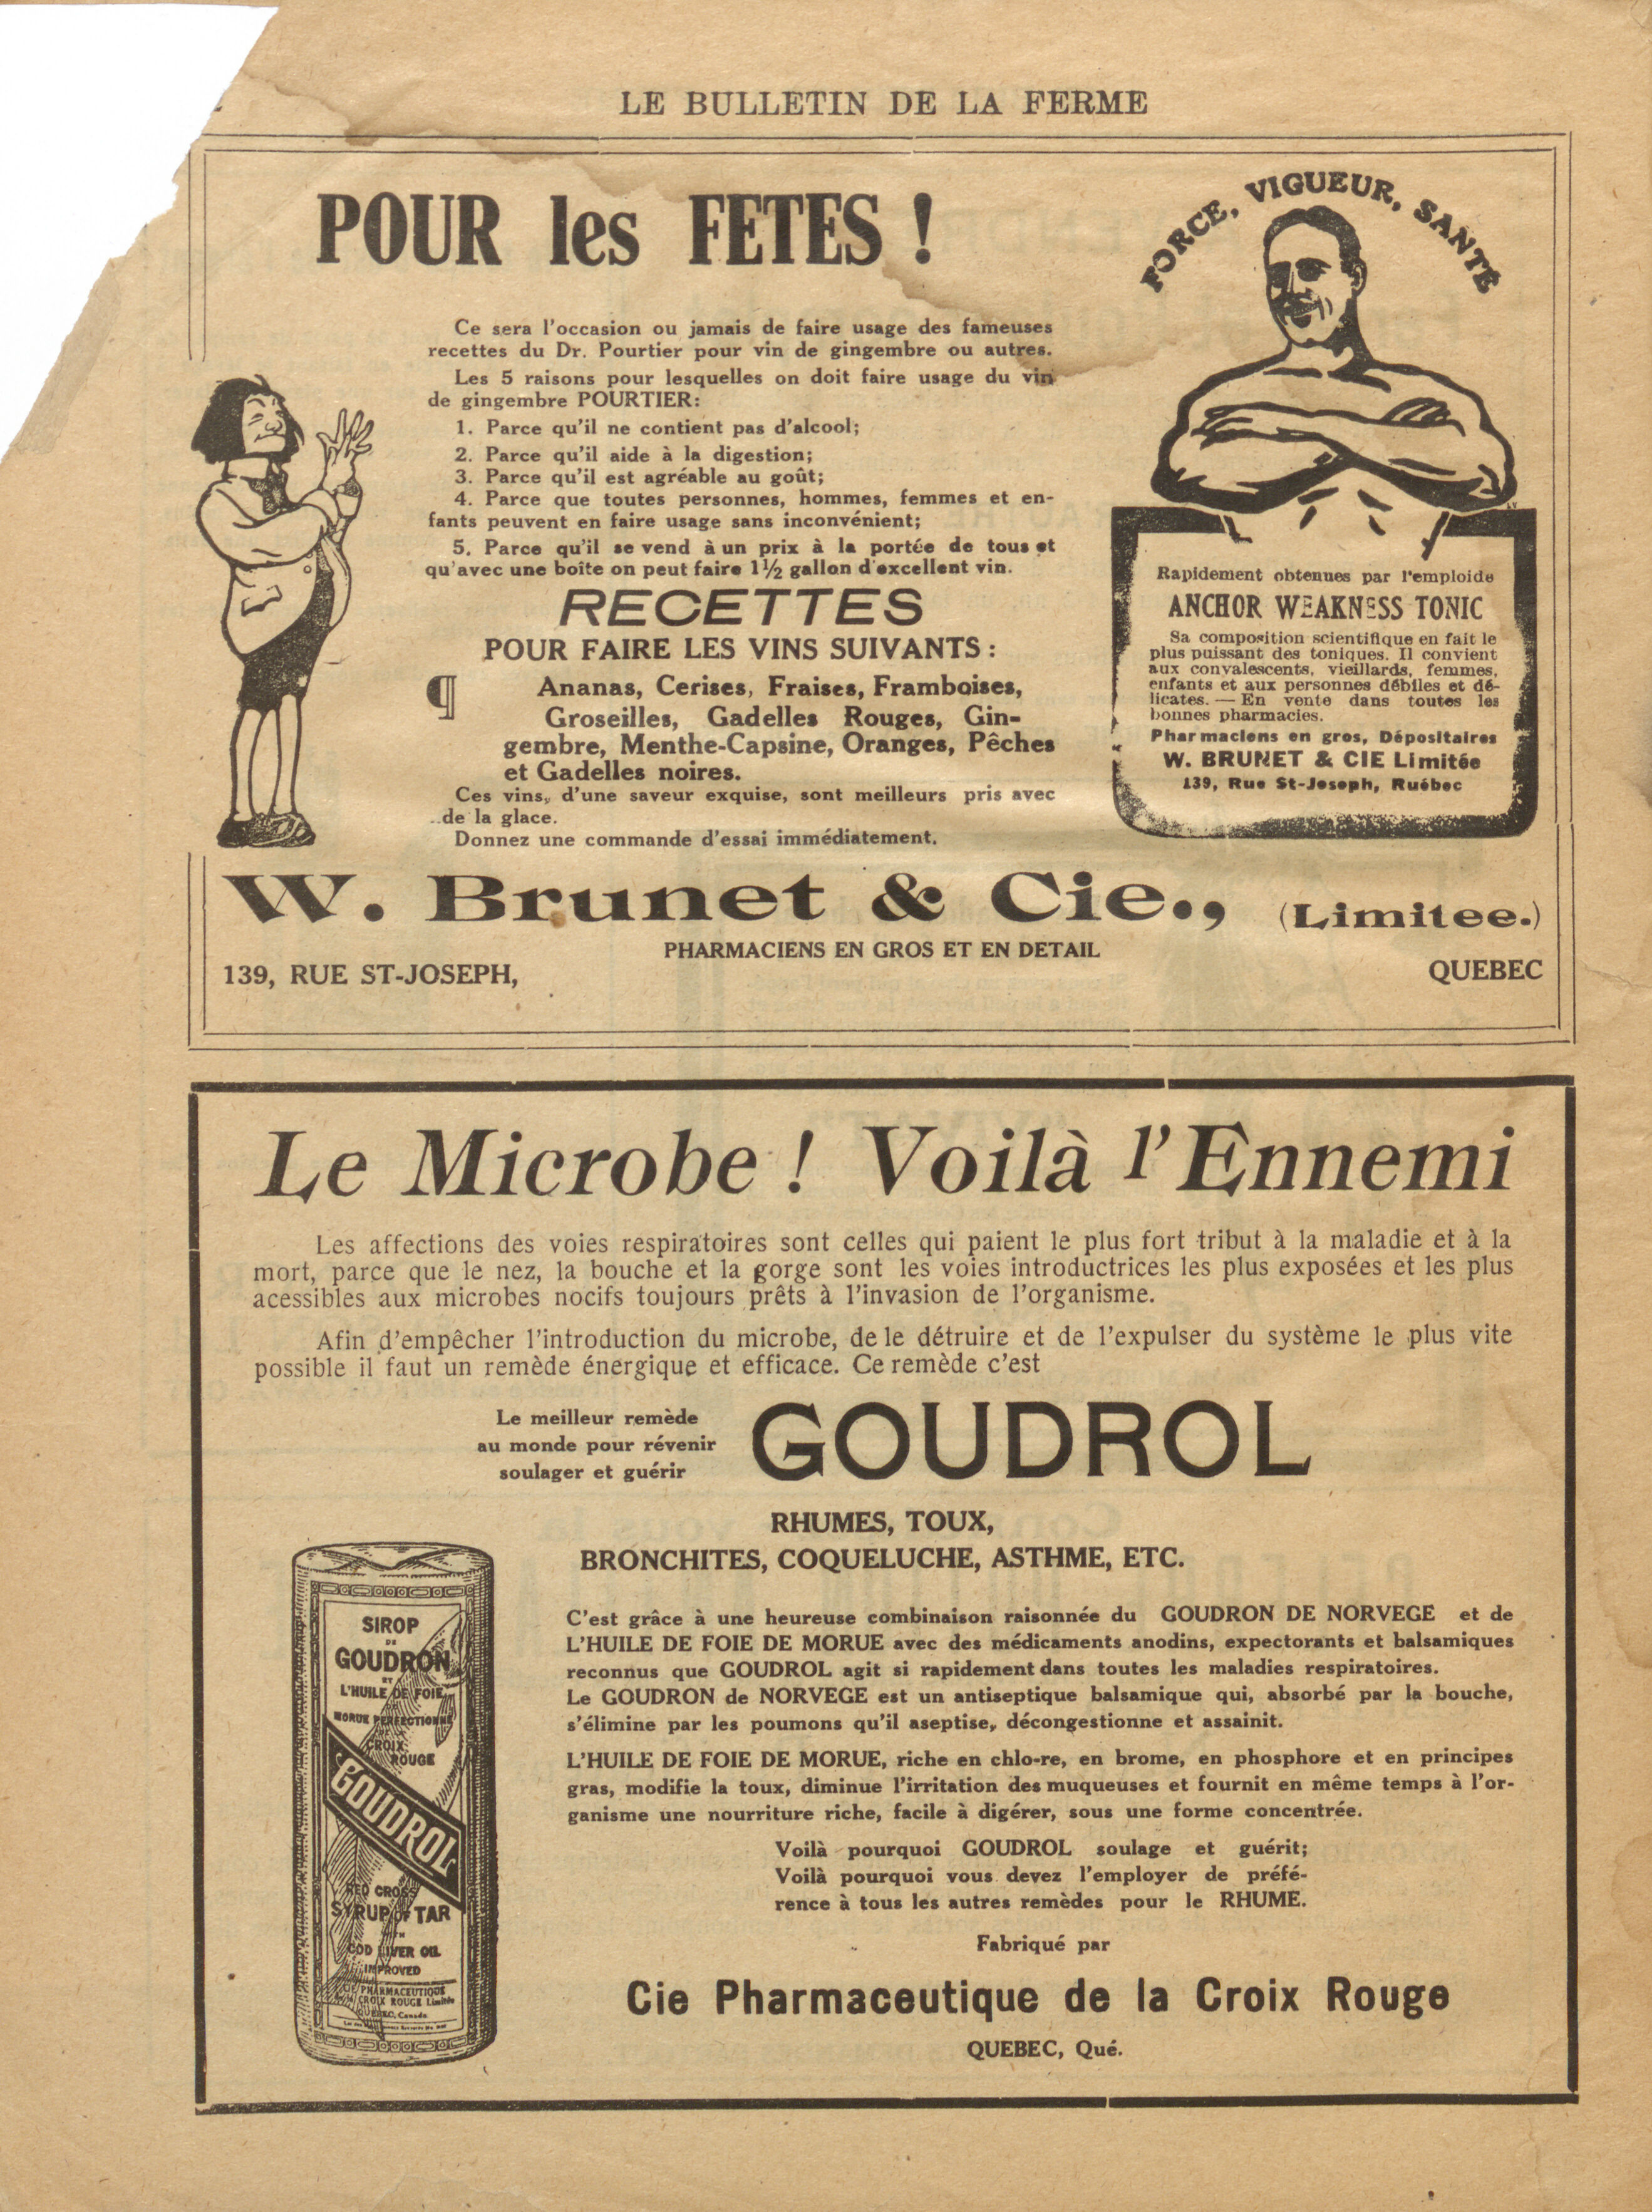 LE BULLETIN DE LA FERME
POUR les FETES !
Ce sera l'occasion ou jamais de faire usage des fameuses
recettes du Dr. Pourtier pour vin de gingembre ou autres.
Les 5 raisons pour lesquelles on doit faire usage du vin
de gingembre POURTIER:
1. Parce qu'il ne contient pas d'alcool;
2. Parce qu'il aide à la digestion;
3. Parce qu'il est agréable au goût;
4. Parce que toutes personnes, hommes, femmes et en-
fants peuvent en faire usage sans inconvénient;
5. Parce qu'il se vend à un prix à la portée de tous et
qu'avec une boîte on peut faire 1½ gallon d'excellent vin.
RECETTES
POUR FAIRE LES VINS SUIVANTS :
¶ Ananas, Cerises, Fraises, Framboises,
Groseilles, Gadelles Rouges, Gin-
gembre, Menthe-Capsine, Oranges, Pêches
et Gadelles noires.
Ces vins, d'une saveur exquise, sont meilleurs pris avec
de la glace.
Donnez une commande d'essai immédiatement.
FORCE, VIGUEUR, SANTÉ
Rapidement obtenues par l'emploide
ANCHOR WEAKNESS TONIC
Sa composition scientifique en fait le
plus puissant des toniques. Il convient
aux convalescents, vieillards, femmes,
enfants et aux personnes débiles et dé-
licates. — En vente dans toutes les
bonnes pharmacies.
Pharmaciens en gros, Dépositaires
W. BRUNET & CIE Limitée
139, Rue St-Joseph, Ruébec
W. Brunet & Cie., (Limitee.)
PHARMACIENS EN GROS ET EN DETAIL
139, RUE ST-JOSEPH, QUEBEC
Le Microbe ! Voilà l'Ennemi
Les affections des voies respiratoires sont celles qui paient le plus fort tribut à la maladie et à la
mort, parce que le nez, la bouche et la gorge sont les voies introductrices les plus exposées et les plus
acessibles aux microbes nocifs toujours prêts à l'invasion de l'organisme.
Afin d'empêcher l'introduction du microbe, de le détruire et de l'expulser du système le plus vite
possible il faut un remède énergique et efficace. Ce remède c'est
Le meilleur remède
au monde pour révenir
soulager et guérir
GOUDROL
RHUMES, TOUX,
BRONCHITES, COQUELUCHE, ASTHME, ETC.
C'est grâce à une heureuse combinaison raisonnée du GOUDRON DE NORVEGE et de
L'HUILE DE FOIE DE MORUE avec des médicaments anodins, expectorants et balsamiques
reconnus que GOUDROL agit si rapidement dans toutes les maladies respiratoires.
Le GOUDRON de NORVEGE est un antiseptique balsamique qui, absorbé par la bouche,
s'élimine par les poumons qu'il aseptise, décongestionne et assainit.
L'HUILE DE FOIE DE MORUE, riche en chlo-re, en brome, en phosphore et en principes
gras, modifie la toux, diminue l'irritation des muqueuses et fournit en même temps à l'or-
ganisme une nourriture riche, facile à digérer, sous une forme concentrée.
Voilà pourquoi GOUDROL soulage et guérit;
Voilà pourquoi vous devez l'employer de préfé-
rence à tous les autres remèdes pour le RHUME.
Fabriqué par
Cie Pharmaceutique de la Croix Rouge
QUEBEC, Qué.
SIROP
DE
GOUDRON
ET
L'HUILE DE FOIE
MORUE PERFECTIONNÉ
CROIX
ROUGE
GOUDROL
RED CROSS
SYRUP OF TAR
WITH
COD LIVER OIL
IMPROVED
CIE PHARMACEUTIQUE
CROIX ROUGE Limitée
QUEBEC, Canada